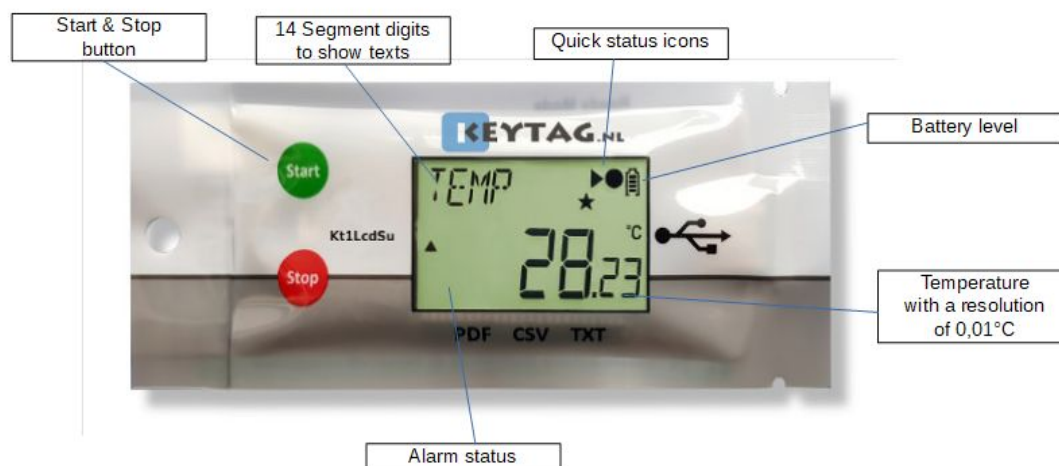 Start & Stop
button
14 Segment digits
to show texts
Quick status icons
Battery level
KEYTAG.NL
Start
TEMP
Kt1LcdSu
°C
28.23
Stop
Temperature
with a resolution
of 0,01°C
PDF CSV TXT
Alarm status